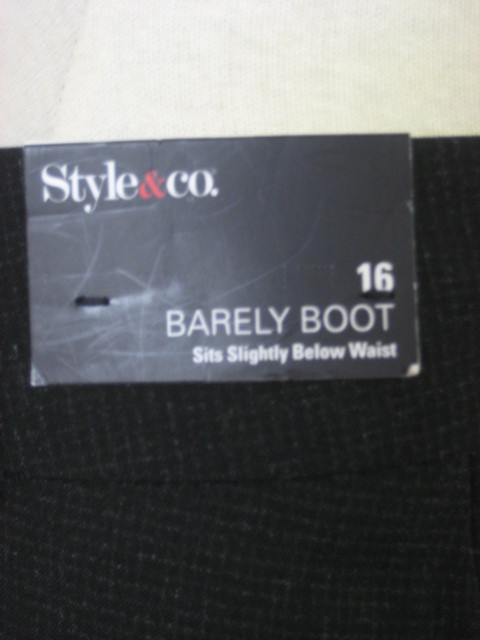 Style&co.
16
BARELY BOOT
Sits Slightly Below Waist